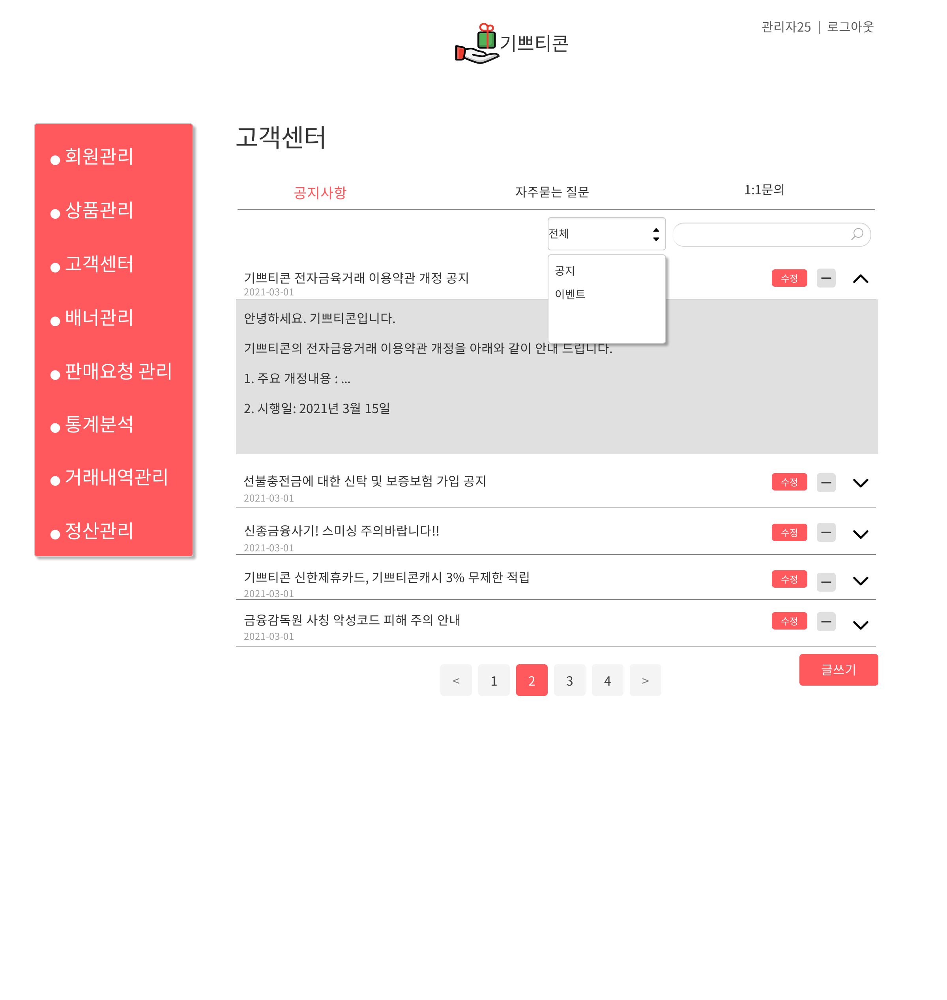 관리자25 | 로그아웃
기쁘티콘
회원관리
상품관리
고객센터
배너관리
판매요청 관리
통계분석
거래내역관리
정산관리
고객센터
공지사항
자주묻는 질문
1:1문의
전체
공지
이벤트
기쁘티콘 전자금육거래 이용약관 개정 공지
2021-03-01
수정
안녕하세요. 기쁘티콘입니다.
기쁘티콘의 전자금융거래 이용약관 개정을 아래와 같이 안내 드립니다.
1. 주요 개정내용 : ...
2. 시행일: 2021년 3월 15일
선불충전금에 대한 신탁 및 보증보험 가입 공지
수정
2021-03-01
신종금융사기! 스미싱 주의바랍니다!!
수정
2021-03-01
기쁘티콘 신한제휴카드, 기쁘티콘캐시 3% 무제한 적립
수정
2021-03-01
금융감독원 사칭 악성코드 피해 주의 안내
수정
2021-03-01
글쓰기
< 1 2 3 4 >